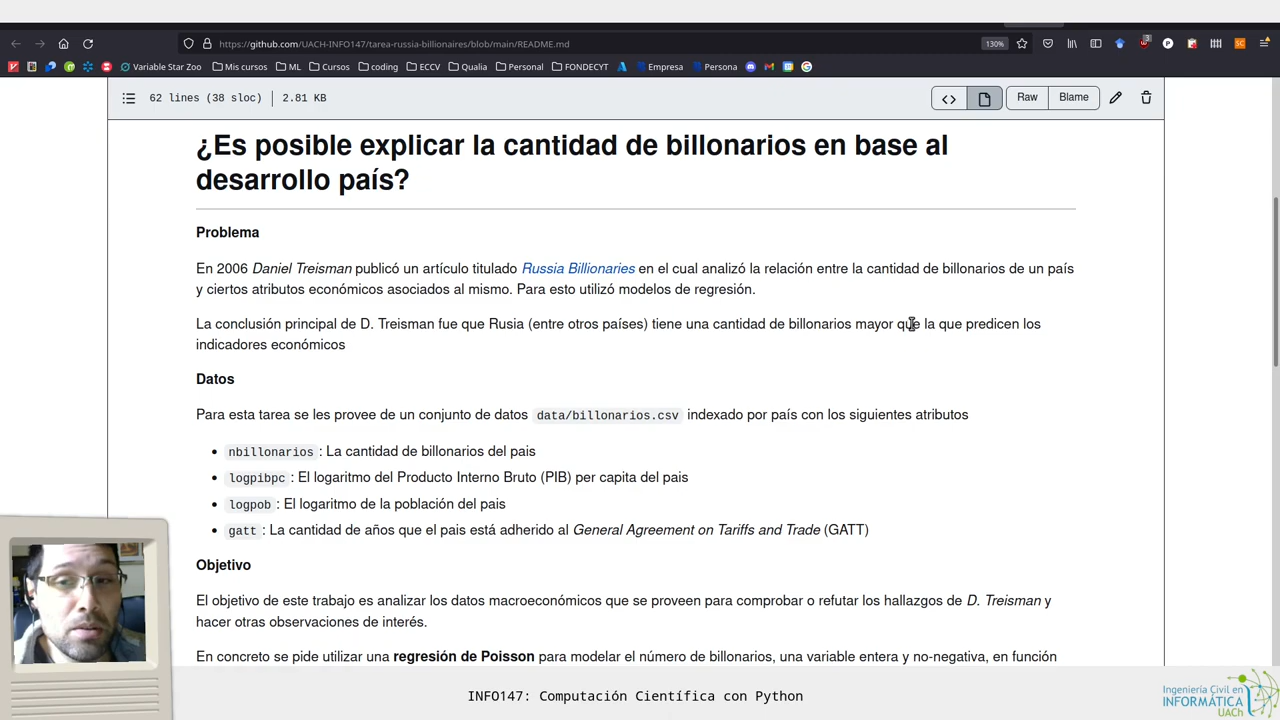 https://github.com/UACH-INFO147/tarea-russia-billionaires/blob/main/README.md
130%
Variable Star Zoo
Mis cursos
ML
Cursos
coding
ECCV
Qualia
Personal
FONDECYT
Empresa
Persona
62 lines (38 sloc)
2.81 KB
Raw
Blame
¿Es posible explicar la cantidad de billonarios en base al
desarrollo país?
Problema
En 2006 Daniel Treisman publicó un artículo titulado Russia Billionaries en el cual analizó la relación entre la cantidad de billonarios de un país
y ciertos atributos económicos asociados al mismo. Para esto utilizó modelos de regresión.
La conclusión principal de D. Treisman fue que Rusia (entre otros países) tiene una cantidad de billonarios mayor que la que predicen los
indicadores económicos
Datos
Para esta tarea se les provee de un conjunto de datos data/billonarios.csv indexado por país con los siguientes atributos
• nbillonarios : La cantidad de billonarios del pais
• logpibpc : El logaritmo del Producto Interno Bruto (PIB) per capita del pais
• logpob : El logaritmo de la población del pais
• gatt : La cantidad de años que el pais está adherido al General Agreement on Tariffs and Trade (GATT)
Objetivo
El objetivo de este trabajo es analizar los datos macroeconómicos que se proveen para comprobar o refutar los hallazgos de D. Treisman y
hacer otras observaciones de interés.
En concreto se pide utilizar una regresión de Poisson para modelar el número de billonarios, una variable entera y no-negativa, en función
INFO147: Computación Científica con Python
Ingeniería Civil en
INFORMÁTICA
UACh